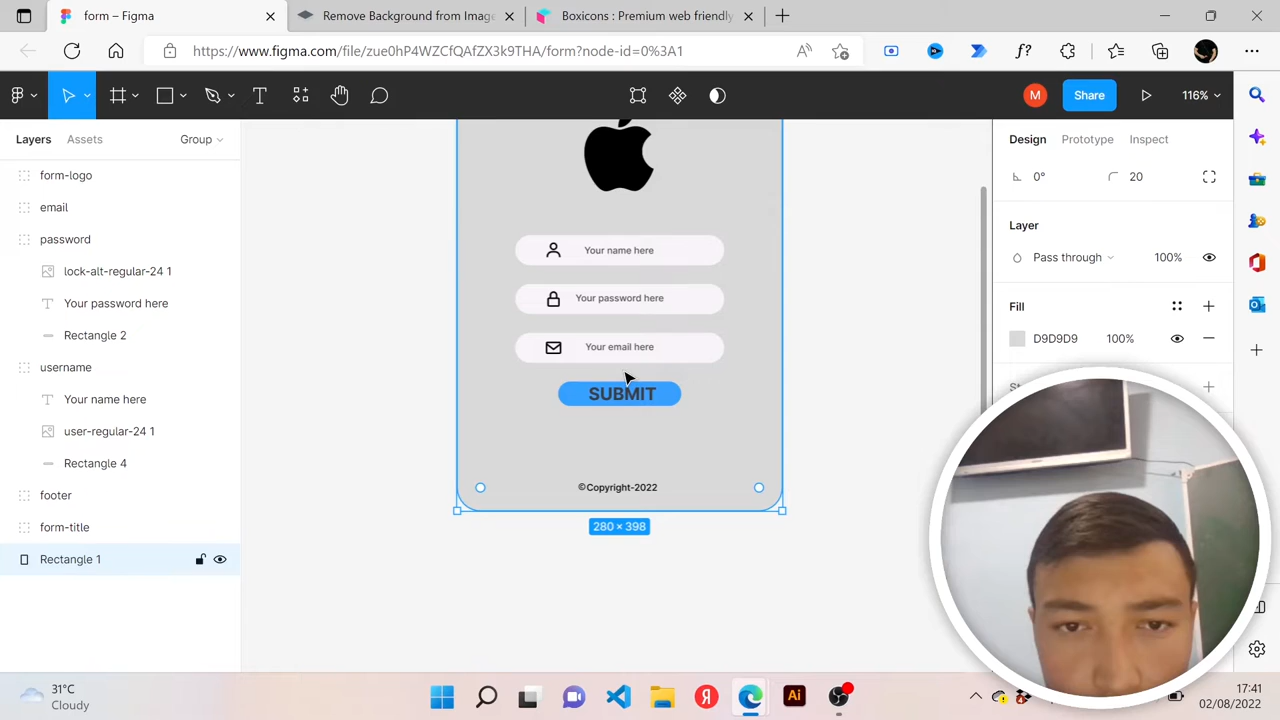 form – Figma
Remove Background from Image
Boxicons : Premium web friendly
https://www.figma.com/file/zue0hP4WZCfQAfZX3k9THA/form?node-id=0%3A1
M
Share
116%
Layers
Assets
Group
Design
Prototype
Inspect
form-logo
email
password
lock-alt-regular-24 1
Your password here
Rectangle 2
username
Your name here
user-regular-24 1
Rectangle 4
footer
form-title
Rectangle 1
Your name here
Your password here
Your email here
SUBMIT
©Copyright-2022
280 × 398
0°
20
Layer
Pass through
100%
Fill
D9D9D9
100%
31°C
Cloudy
17:41
02/08/2022